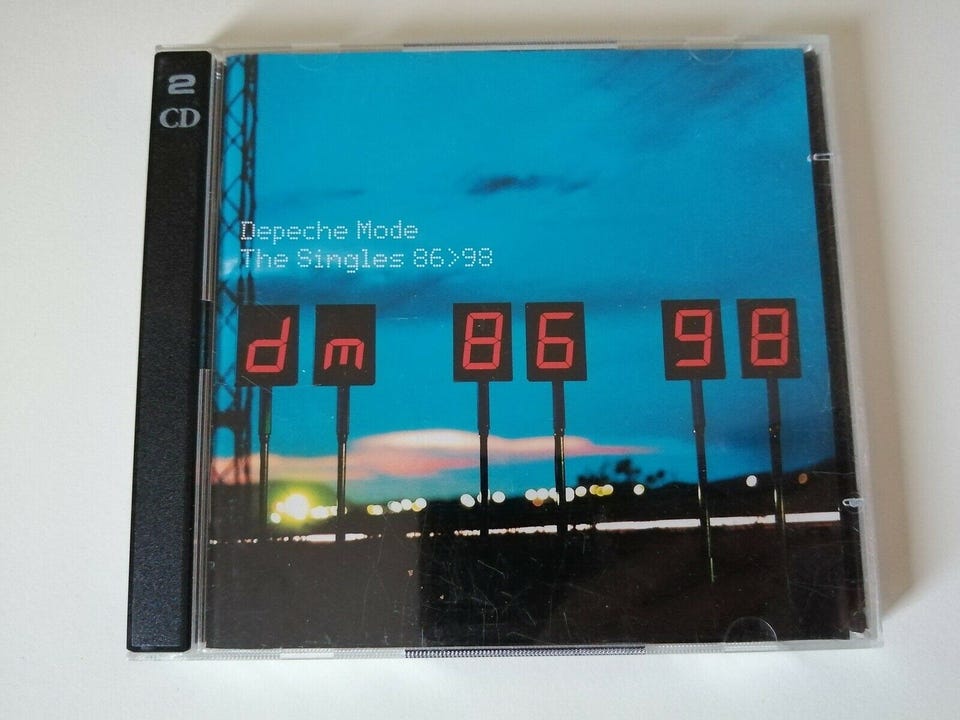 2
CD
Depeche Mode
The Singles 86>98
dm 86 98